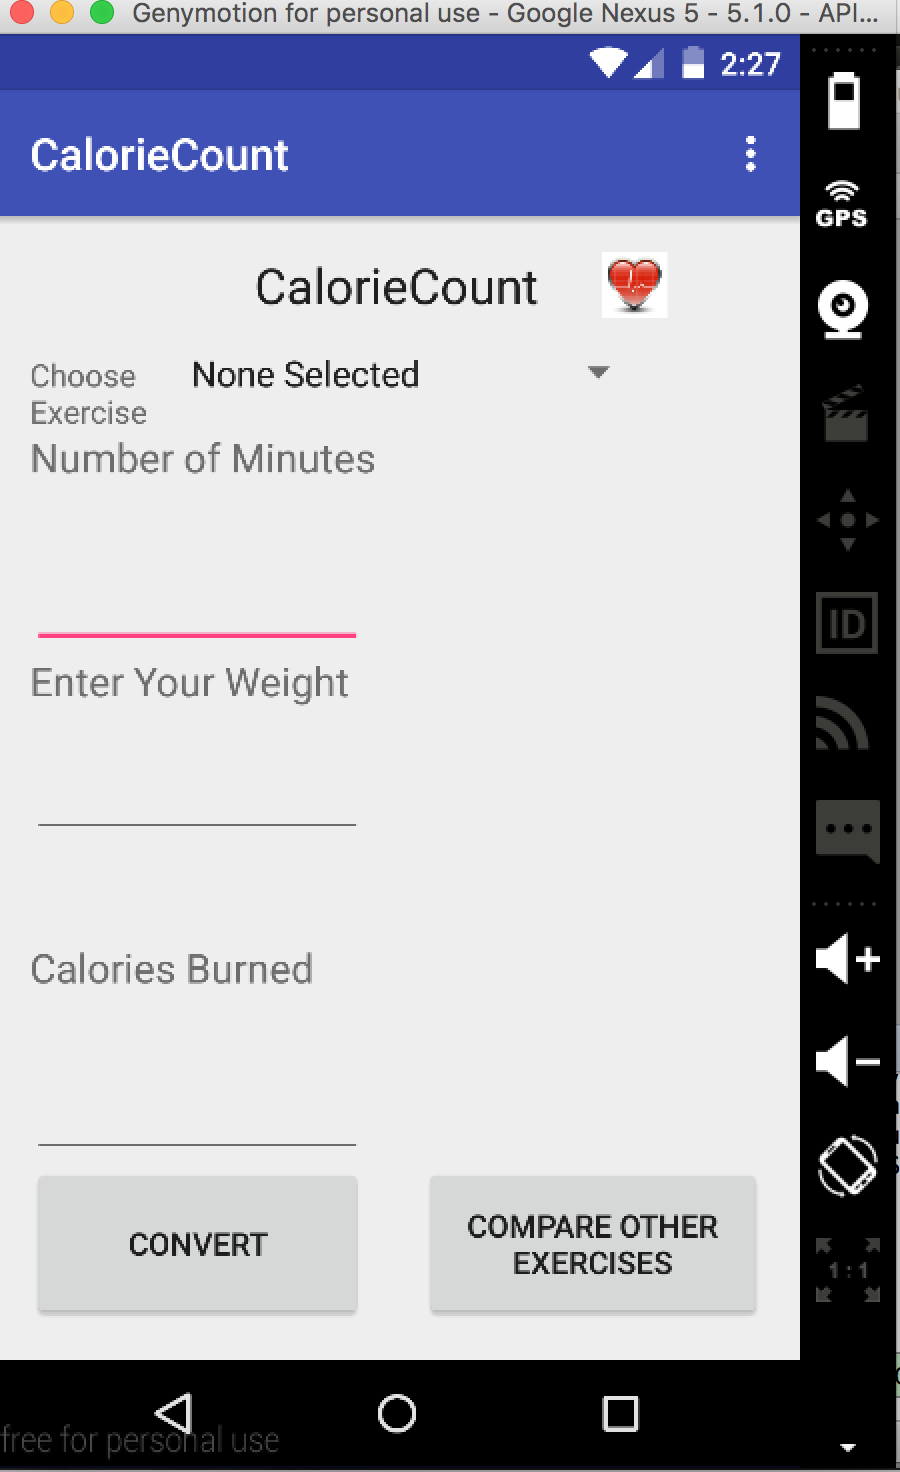 Genymotion for personal use - Google Nexus 5 - 5.1.0 - API...
2:27
CalorieCount
GPS
CalorieCount
Choose
Exercise
None Selected
Number of Minutes
ID
Enter Your Weight
Calories Burned
CONVERT
COMPARE OTHER
EXERCISES
1:1
free for personal use